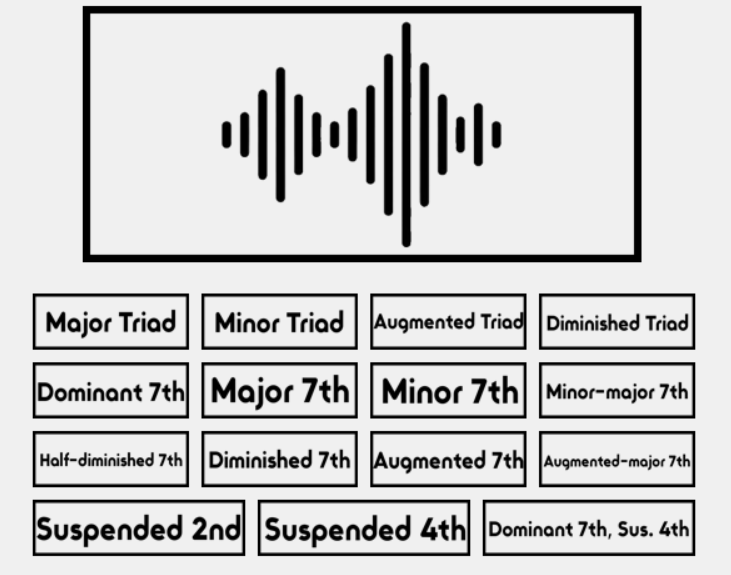 Major Triad
Minor Triad
Augmented Triad
Diminished Triad
Dominant 7th
Major 7th
Minor 7th
Minor-major 7th
Half-diminished 7th
Diminished 7th
Augmented 7th
Augmented-major 7th
Suspended 2nd
Suspended 4th
Dominant 7th, Sus. 4th